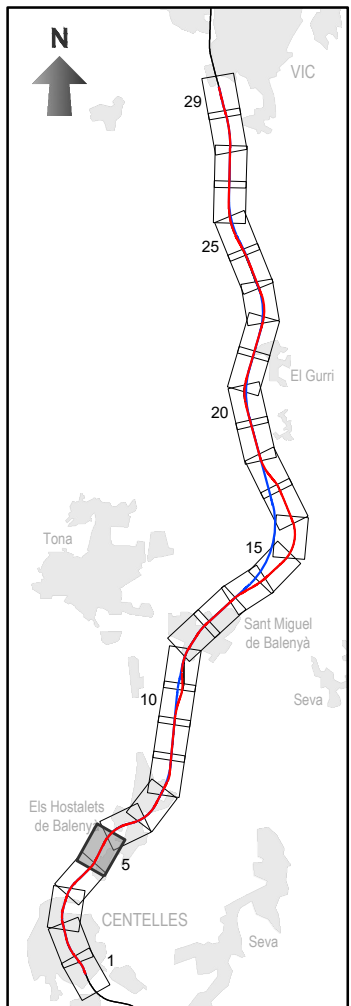 N
VIC
29
25
El Gurri
20
Tona
15
Sant Miguel
de Balenyà
Seva
10
Els Hostalets
de Balenyà
5
CENTELLES
Seva
1